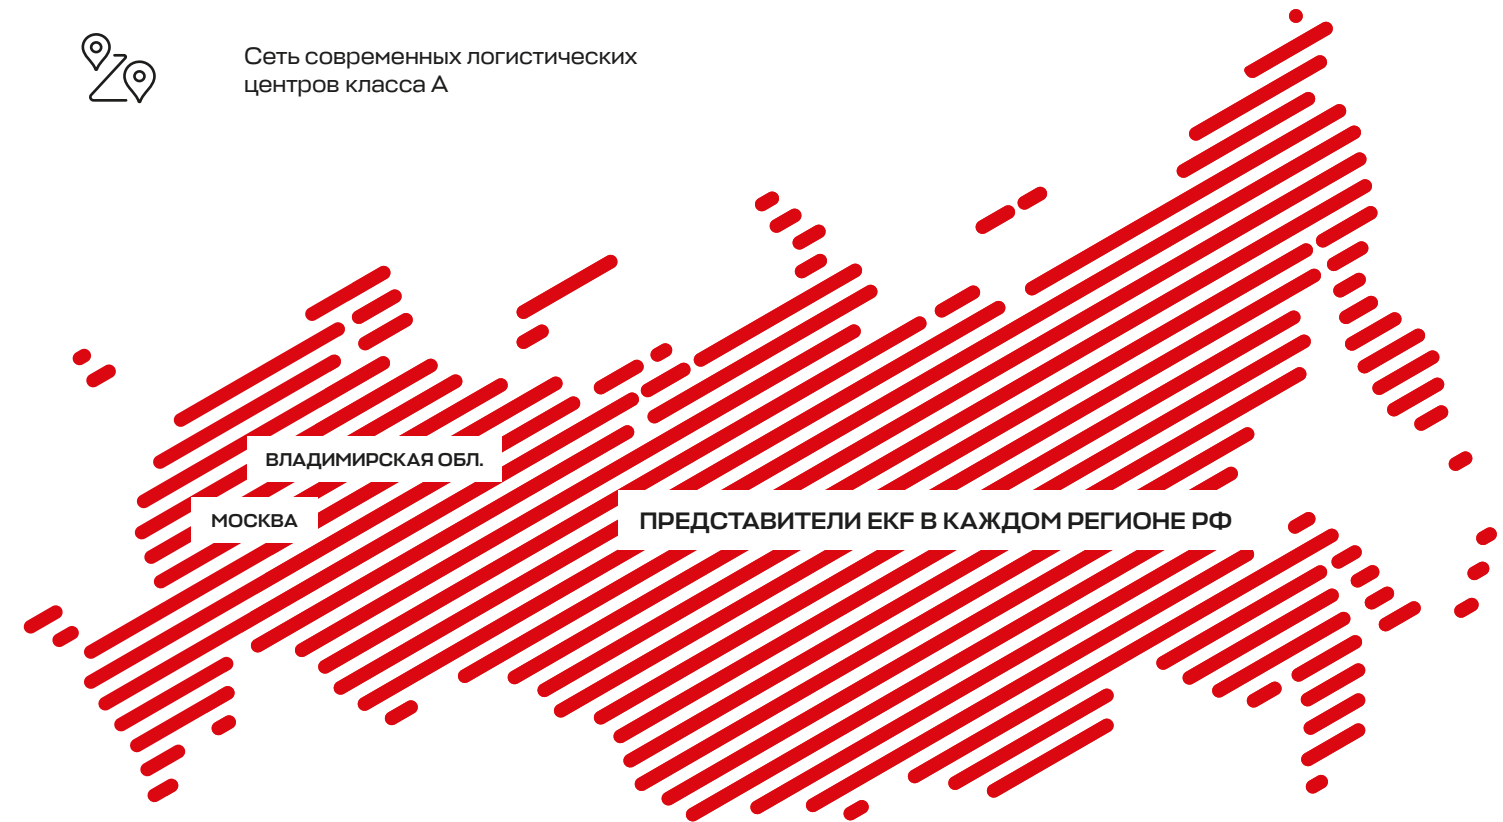 Сеть современных логистических
центров класса А
ВЛАДИМИРСКАЯ ОБЛ.
МОСКВА
ПРЕДСТАВИТЕЛИ EKF В КАЖДОМ РЕГИОНЕ РФ